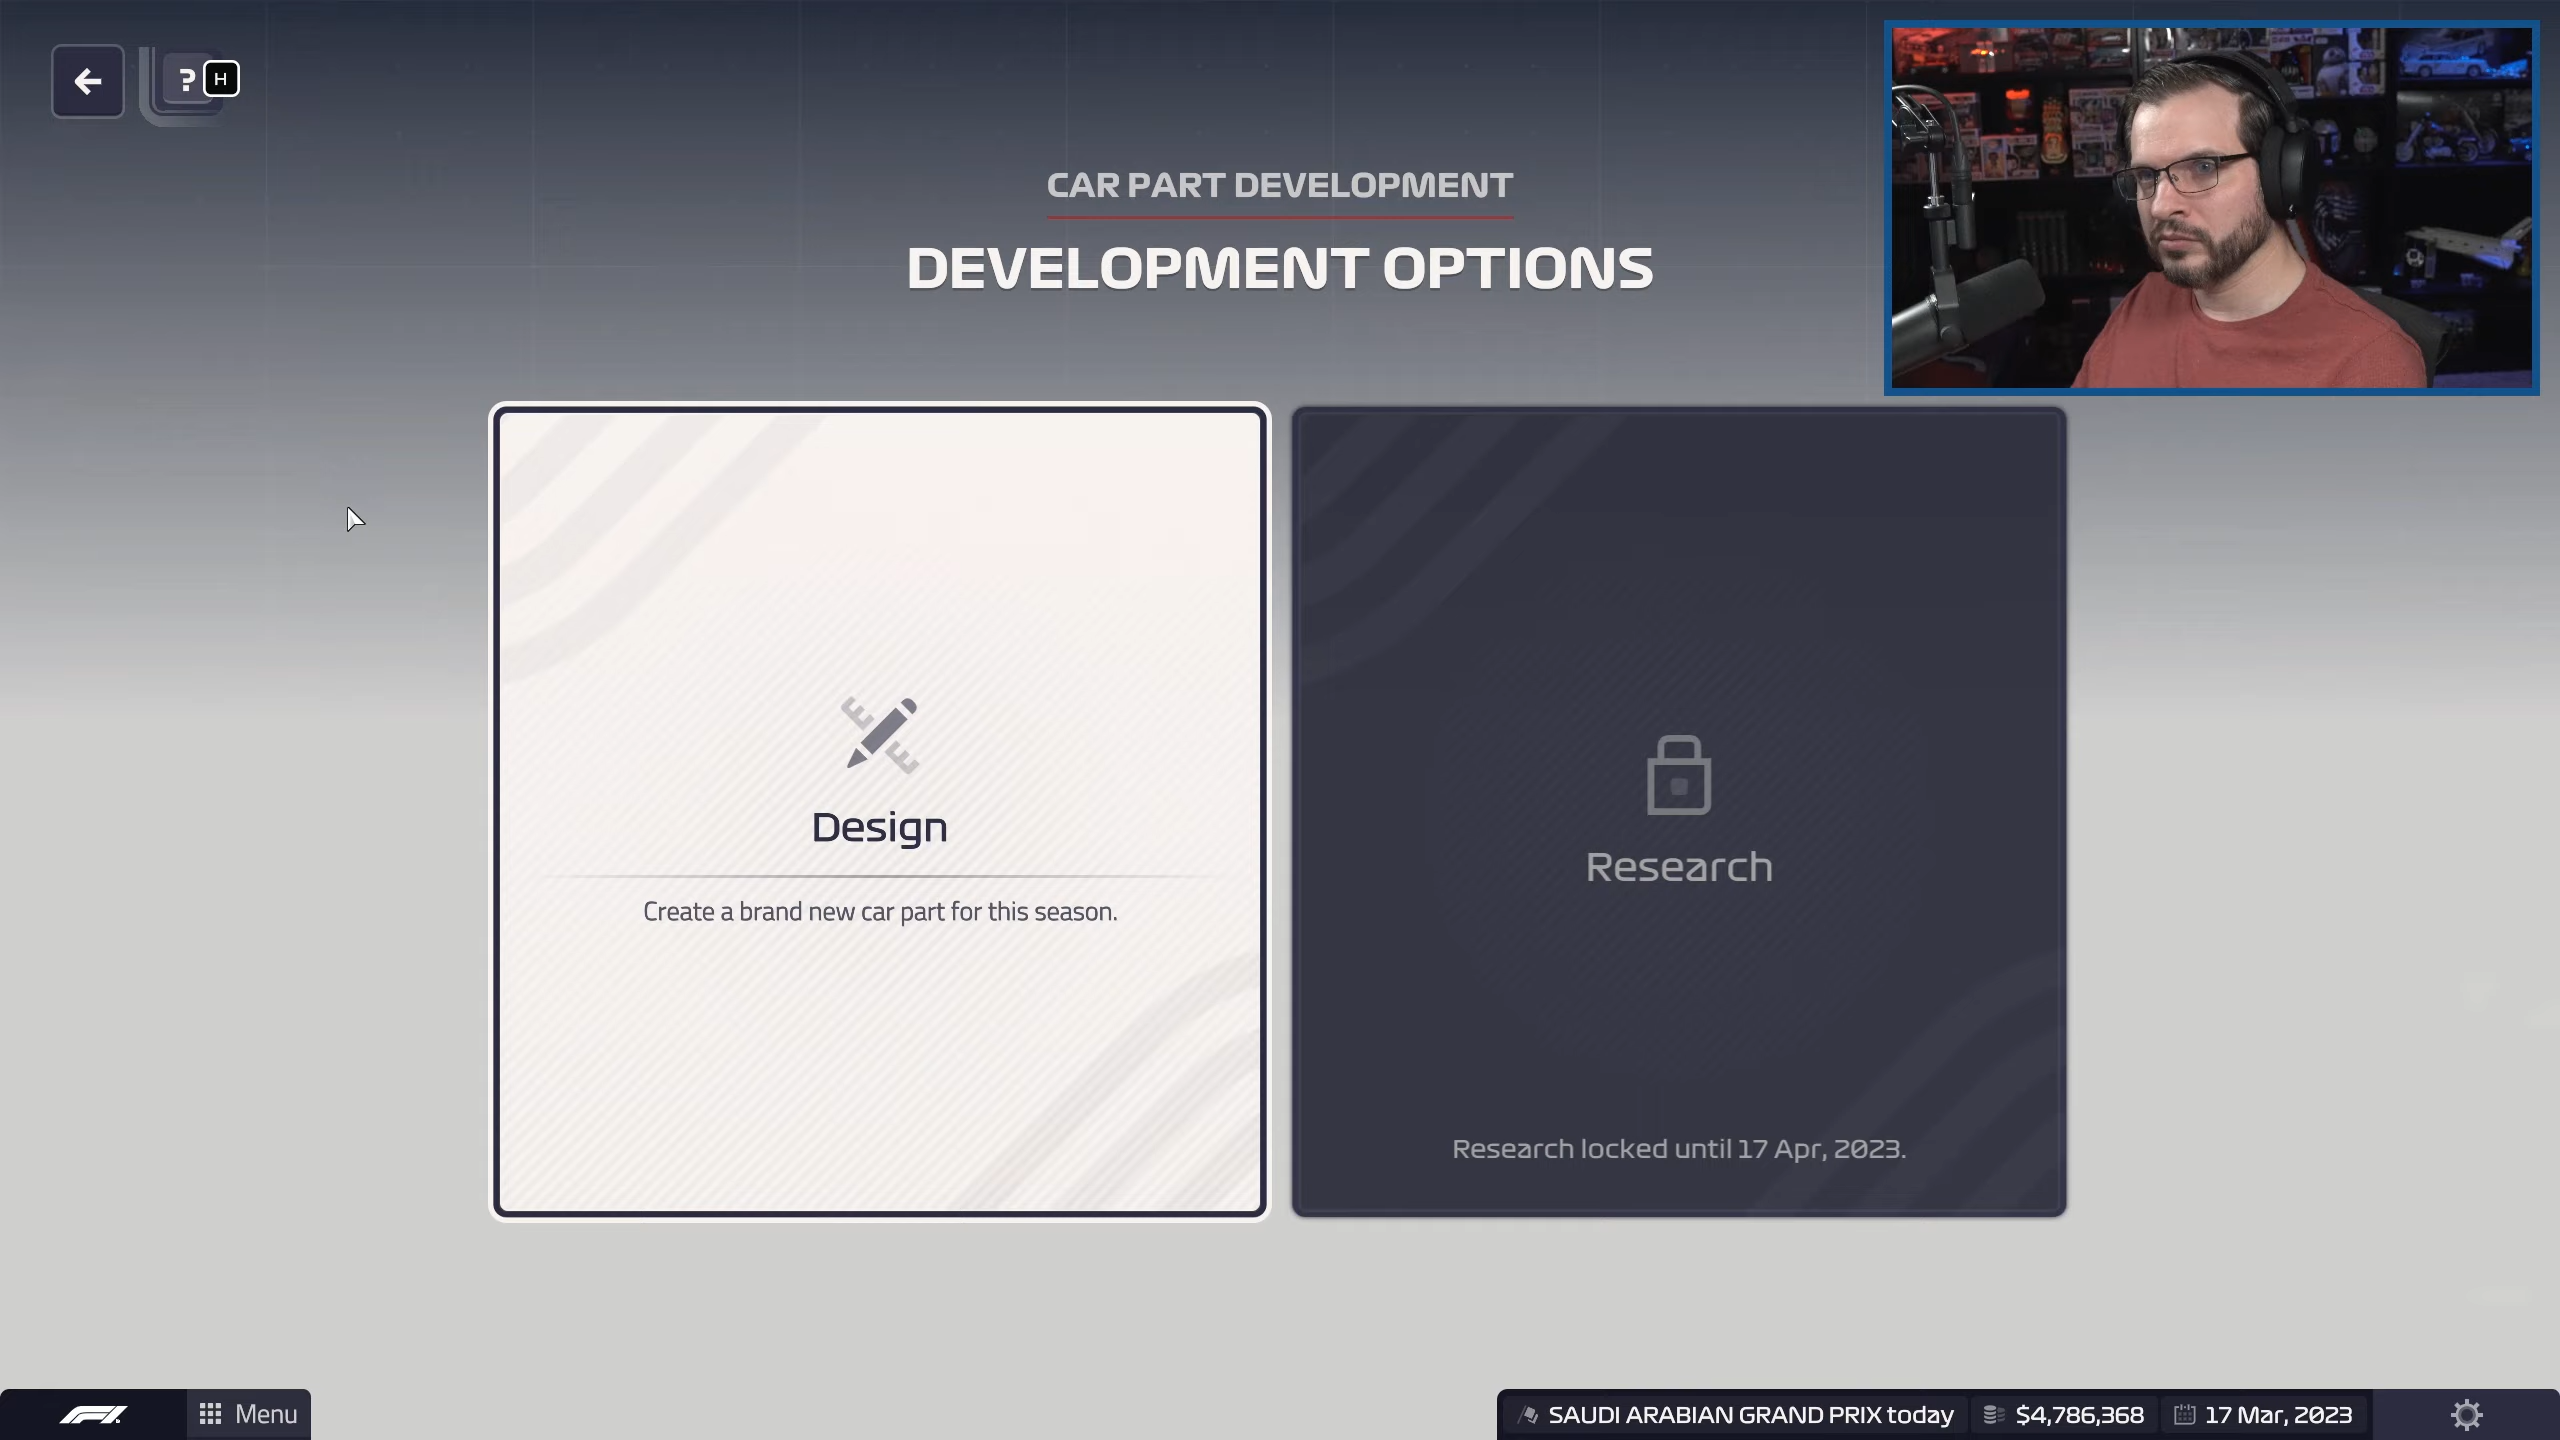 ? H
CAR PART DEVELOPMENT
DEVELOPMENT OPTIONS
Design
Create a brand new car part for this season.
Research
Research locked until 17 Apr, 2023.
Menu
SAUDI ARABIAN GRAND PRIX today
$4,786,368
17 Mar, 2023